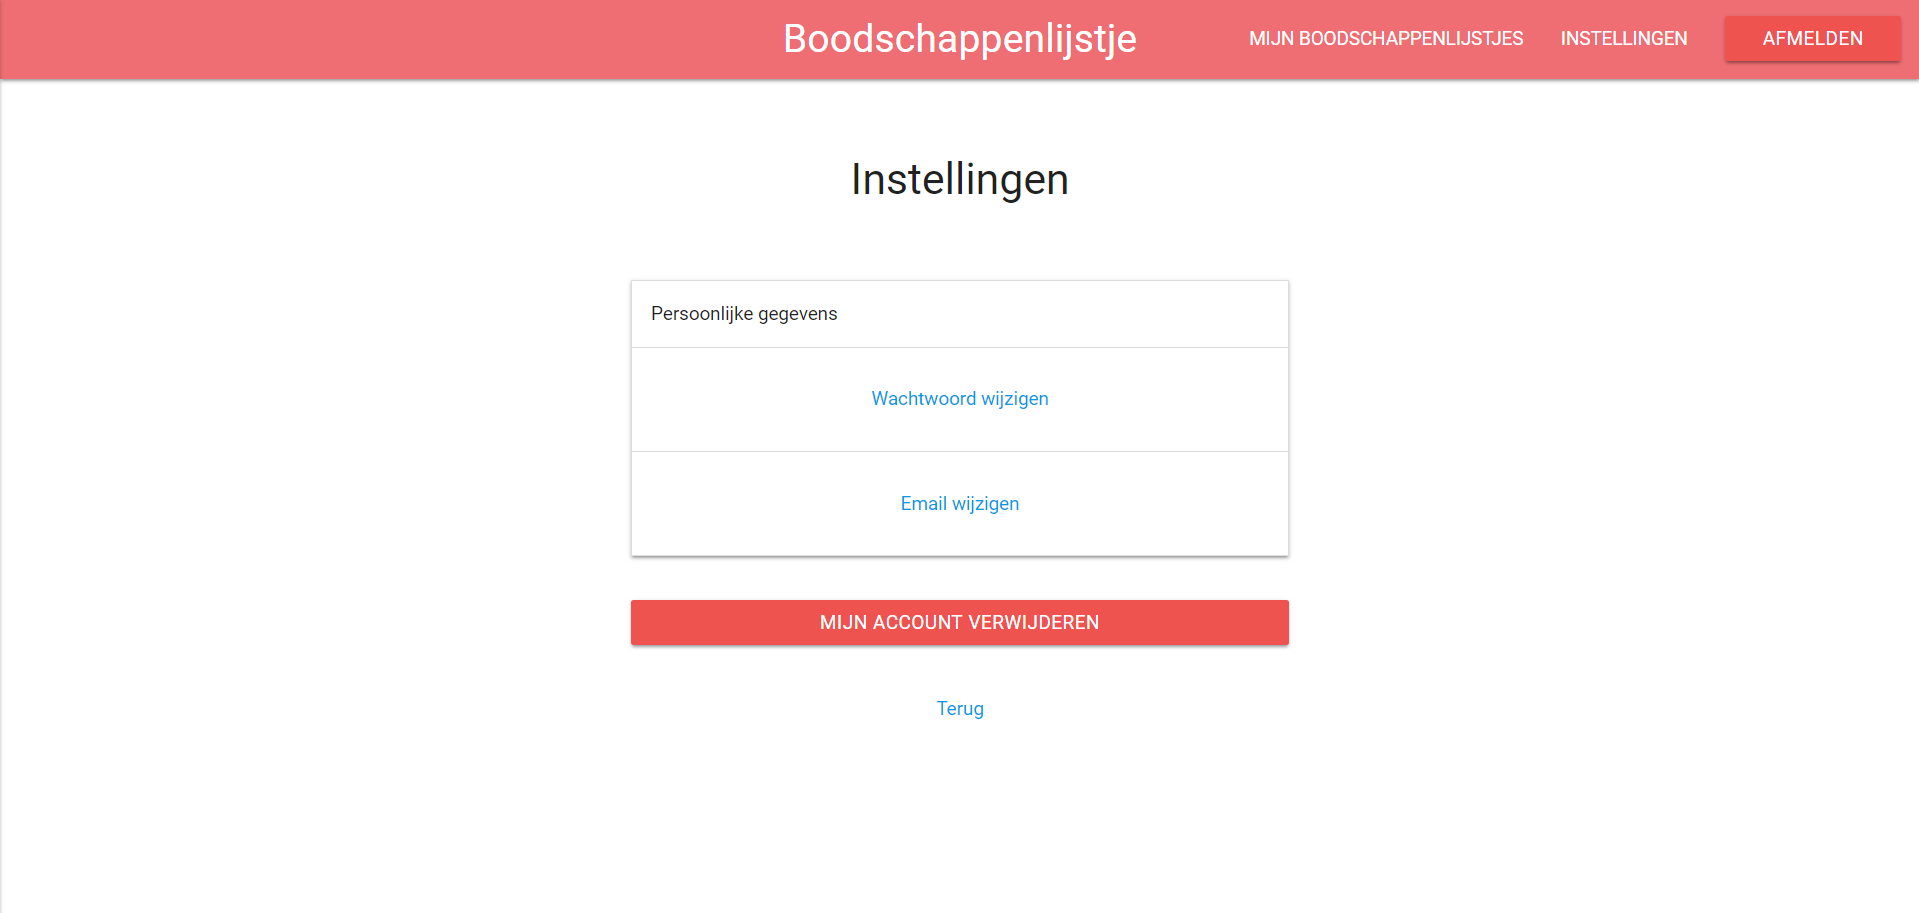 Boodschappenlijstje
MIJN BOODSCHAPPENLIJSTJES
INSTELLINGEN
AFMELDEN
Instellingen
Persoonlijke gegevens
Wachtwoord wijzigen
Email wijzigen
MIJN ACCOUNT VERWIJDEREN
Terug